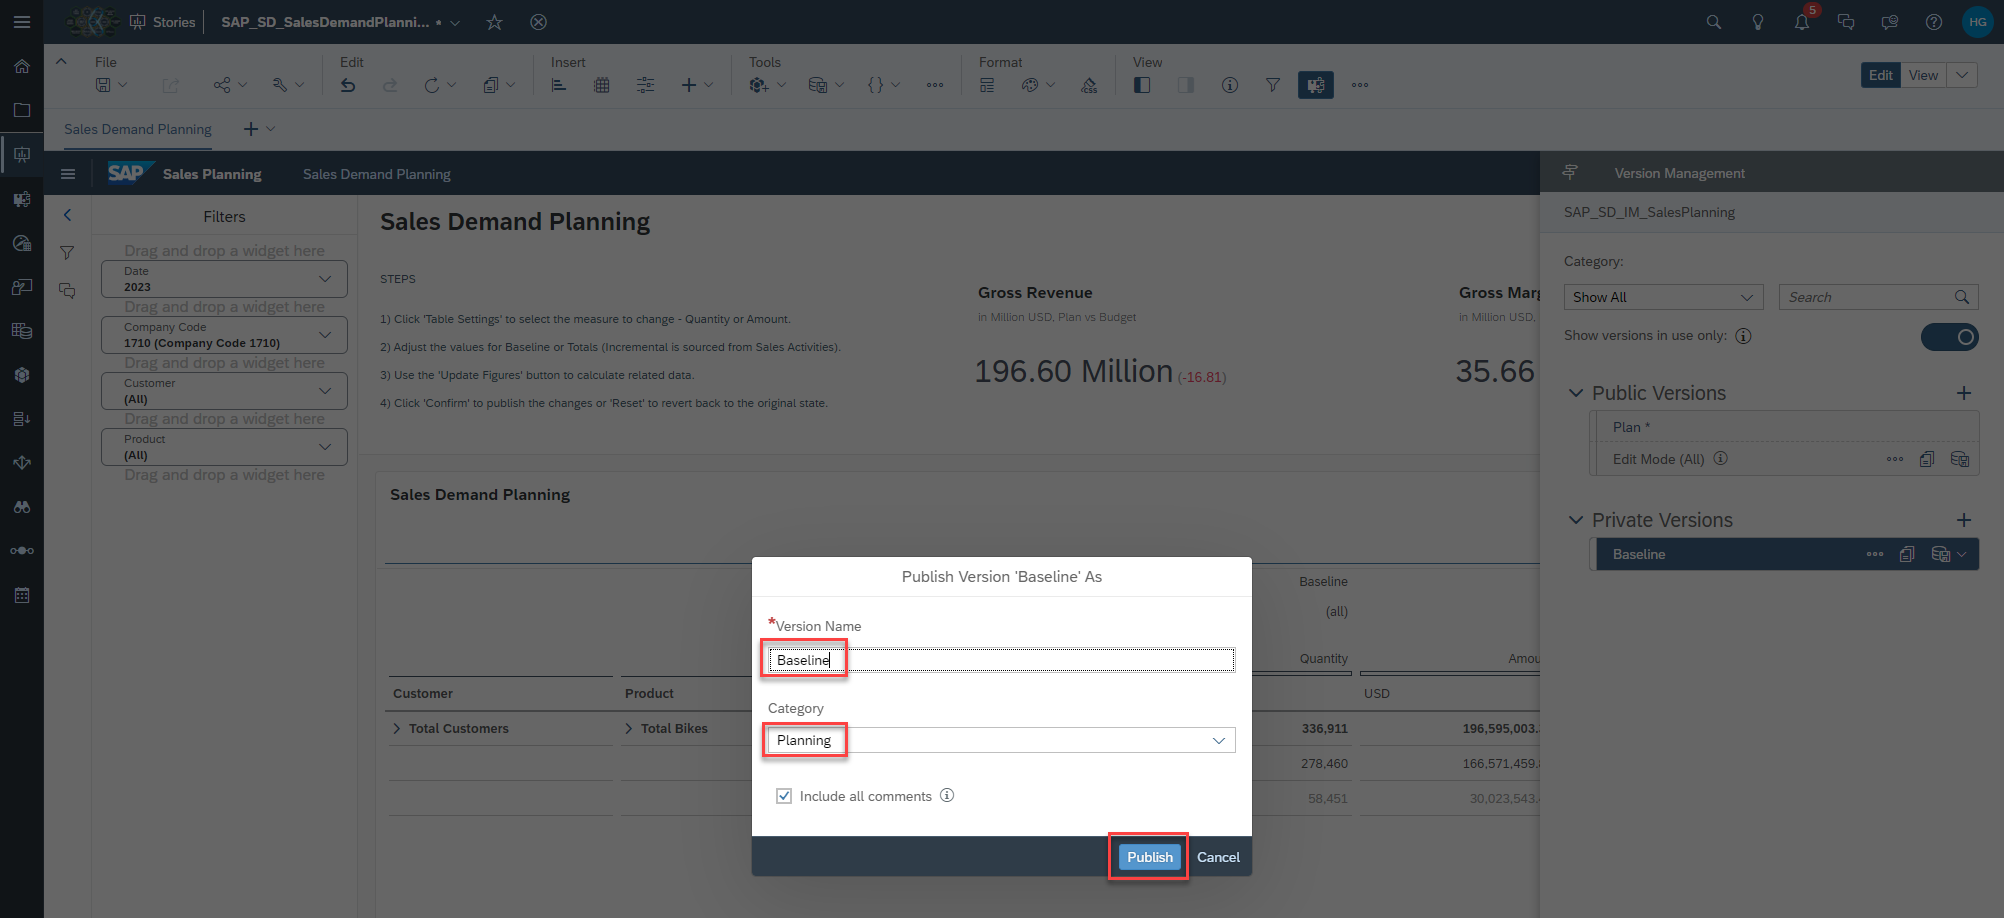 Stories
SAP_SD_SalesDemandPlanni... *
5
HG
File
Edit
Insert
Tools
Format
View
CSS
Edit
View
Sales Demand Planning
SAP
Sales Planning
Sales Demand Planning
Version Management
Filters
Drag and drop a widget here
Date
2023
Drag and drop a widget here
Company Code
1710 (Company Code 1710)
Drag and drop a widget here
Customer
(All)
Drag and drop a widget here
Product
(All)
Drag and drop a widget here
Sales Demand Planning
STEPS
1) Click 'Table Settings' to select the measure to change - Quantity or Amount.
2) Adjust the values for Baseline or Totals (Incremental is sourced from Sales Activities).
3) Use the 'Update Figures' button to calculate related data.
4) Click 'Confirm' to publish the changes or 'Reset' to revert back to the original state.
Gross Revenue
in Million USD, Plan vs Budget
196.60 Million (-16.81)
Gross Marg
in Million USD,
35.66
SAP_SD_IM_SalesPlanning
Category:
Show All
Search
Show versions in use only:
Public Versions
Plan *
Edit Mode (All)
Private Versions
Baseline
Sales Demand Planning
Baseline
(all)
Quantity
Amou
Customer
Product
USD
Total Customers
Total Bikes
336,911
196,595,003.
278,460
166,571,459.
58,451
30,023,543.
Publish Version 'Baseline' As
*Version Name
Baseline
Category
Planning
Include all comments
Publish
Cancel